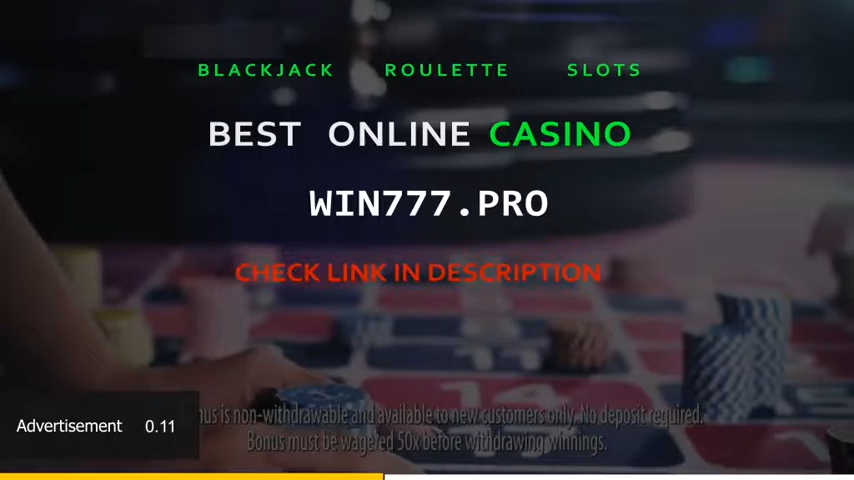 BLACKJACK ROULETTE SLOTS
BEST ONLINE CASINO
WIN777.PRO
CHECK LINK IN DESCRIPTION
is non-withdrawable and available to new customers only. No deposit required.
Bonus must be wagered 50x before withdrawing winnings.
Advertisement 0.11